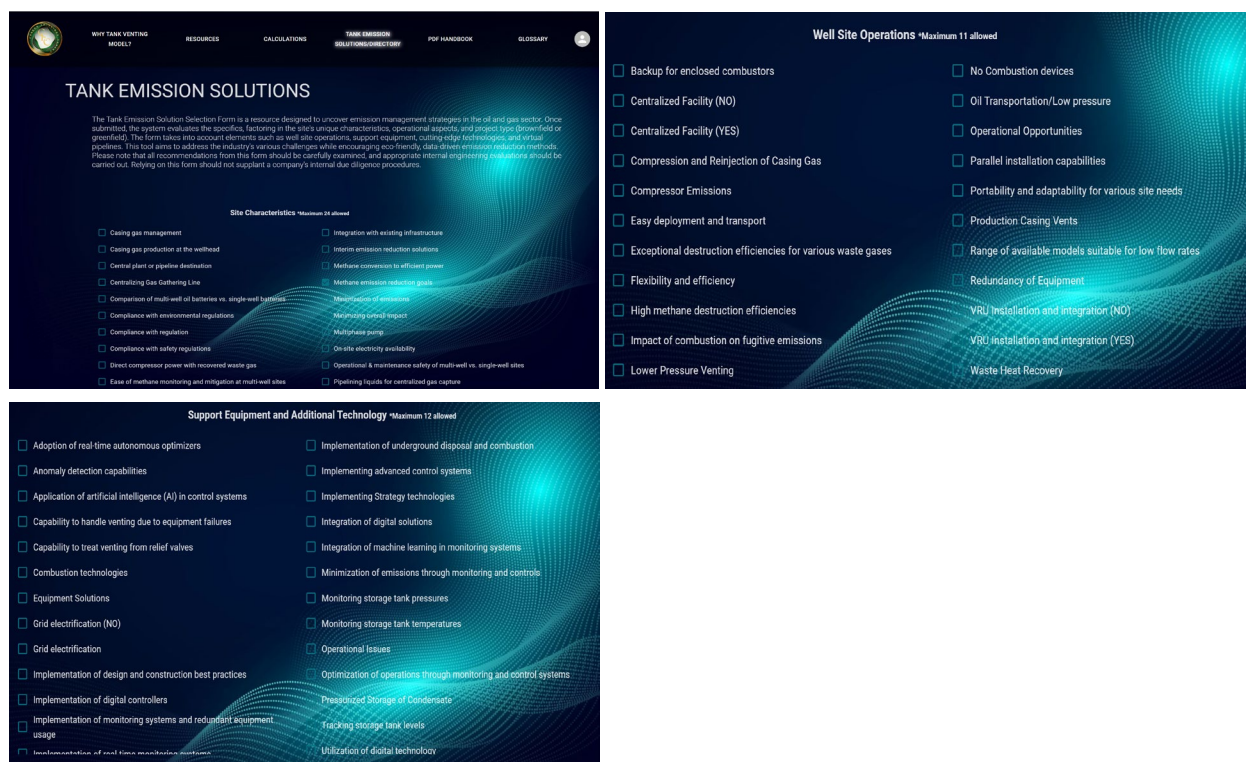 WHY TANK VENTING
MODEL?
RESOURCES
CALCULATIONS
TANK EMISSION
SOLUTIONS/DIRECTORY
PDF HANDBOOK
GLOSSARY
TANK EMISSION SOLUTIONS
The Tank Emission Solution Selection Form is a resource designed to uncover emission management strategies in the oil and gas sector. Once
submitted, the system evaluates the specifics, factoring in the site's unique characteristics, operational aspects, and project type (brownfield or
greenfield). The form takes into account elements such as well site operations, support equipment, cutting-edge technologies, and virtual
pipelines. This tool aims to address the industry's various challenges while encouraging eco-friendly, data-driven emission reduction methods.
Please note that all recommendations from this form should be carefully examined, and appropriate internal engineering evaluations should be
carried out. Relying on this form should not supplant a company's internal due diligence procedures.
Site Characteristics *Maximum 24 allowed
Casing gas management
Casing gas production at the wellhead
Central plant or pipeline destination
Centralizing Gas Gathering Line
Comparison of multi-well oil batteries vs. single-well batteries
Compliance with environmental regulations
Compliance with regulation
Compliance with safety regulations
Direct compressor power with recovered waste gas
Ease of methane monitoring and mitigation at multi-well sites
Integration with existing infrastructure
Interim emission reduction solutions
Methane conversion to efficient power
Methane emission reduction goals
Minimization of emissions
Minimizing overall impact
Multiphase pump
On-site electricity availability
Operational & maintenance safety of multi-well vs. single-well sites
Pipelining liquids for centralized gas capture
Well Site Operations *Maximum 11 allowed
Backup for enclosed combustors
Centralized Facility (NO)
Centralized Facility (YES)
Compression and Reinjection of Casing Gas
Compressor Emissions
Easy deployment and transport
Exceptional destruction efficiencies for various waste gases
Flexibility and efficiency
High methane destruction efficiencies
Impact of combustion on fugitive emissions
Lower Pressure Venting
No Combustion devices
Oil Transportation/Low pressure
Operational Opportunities
Parallel installation capabilities
Portability and adaptability for various site needs
Production Casing Vents
Range of available models suitable for low flow rates
Redundancy of Equipment
VRU Installation and integration (NO)
VRU Installation and integration (YES)
Waste Heat Recovery
Support Equipment and Additional Technology *Maximum 12 allowed
Adoption of real-time autonomous optimizers
Anomaly detection capabilities
Application of artificial intelligence (AI) in control systems
Capability to handle venting due to equipment failures
Capability to treat venting from relief valves
Combustion technologies
Equipment Solutions
Grid electrification (NO)
Grid electrification
Implementation of design and construction best practices
Implementation of digital controllers
Implementation of monitoring systems and redundant equipment
usage
Implementation of real-time monitoring systems
Implementation of underground disposal and combustion
Implementing advanced control systems
Implementing Strategy technologies
Integration of digital solutions
Integration of machine learning in monitoring systems
Minimization of emissions through monitoring and controls
Monitoring storage tank pressures
Monitoring storage tank temperatures
Operational Issues
Optimization of operations through monitoring and control systems
Pressurized Storage of Condensate
Tracking storage tank levels
Utilization of digital technology